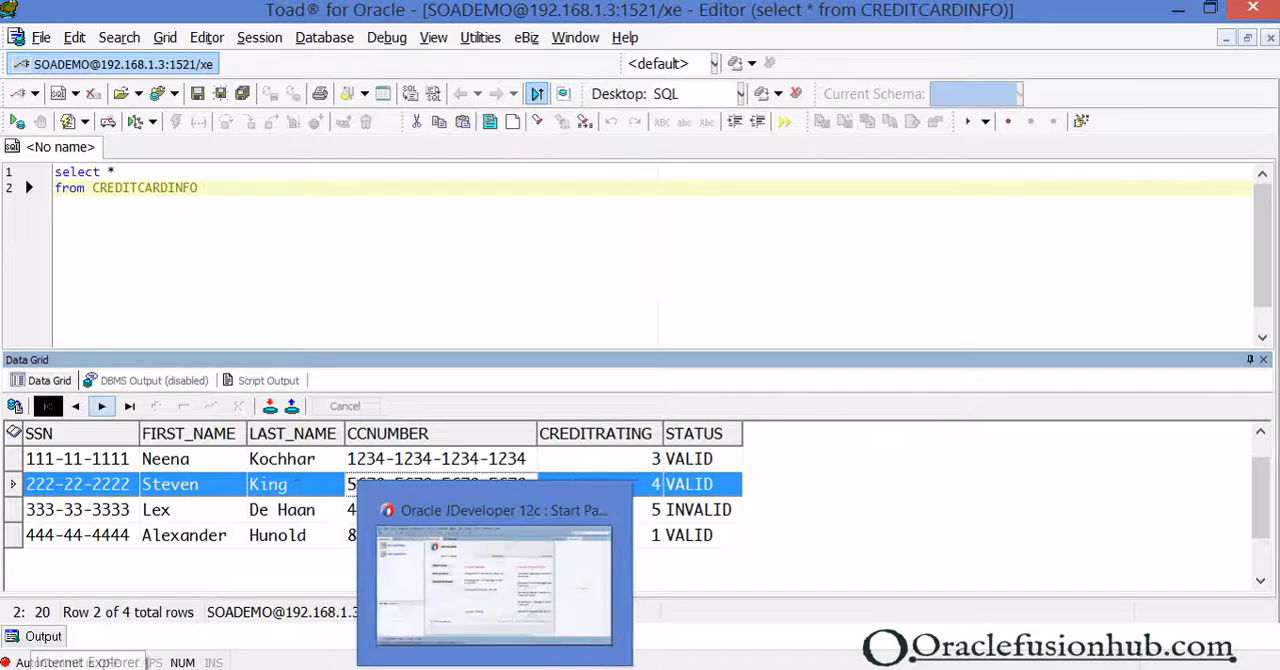 Toad® for Oracle - [SOADEMO@192.168.1.3:1521/xe - Editor (select * from CREDITCARDINFO)]
File Edit Search Grid Editor Session Database Debug View Utilities eBiz Window Help
SOADEMO@192.168.1.3:1521/xe <default>
Desktop: SQL Current Schema:
<No name>
1 select *
2 from CREDITCARDINFO
Data Grid
Data Grid DBMS Output (disabled) Script Output
Cancel
SSN FIRST_NAME LAST_NAME CCNUMBER CREDITRATING STATUS
111-11-1111 Neena Kochhar 1234-1234-1234-1234 3 VALID
222-22-2222 Steven King 4 VALID
333-33-3333 Lex De Haan 4 5 INVALID
444-44-4444 Alexander Hunold 8 1 VALID
Oracle JDeveloper 12c : Start Pa...
2: 20 Row 2 of 4 total rows SOADEMO@192.168.1.3
Output
Internet Explorer NUM INS
Oraclefusionhub.com